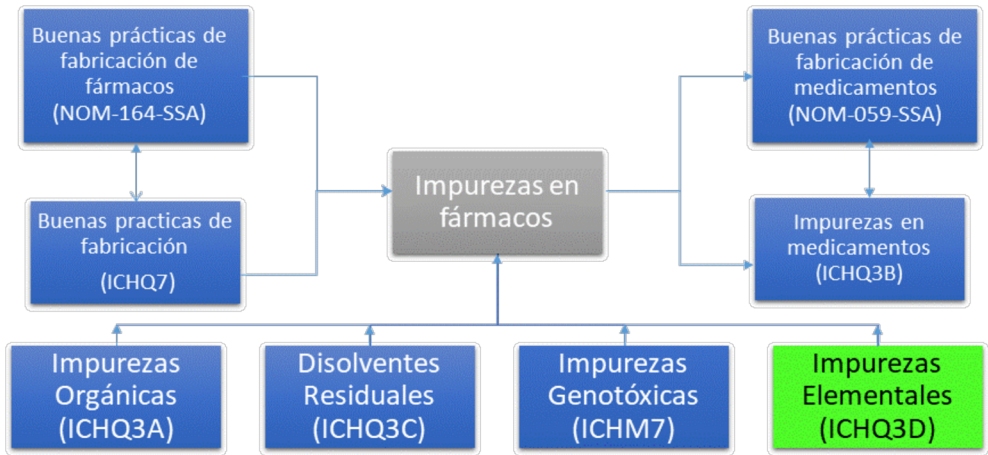 Buenas prácticas de
fabricación de
fármacos
(NOM-164-SSA)
Buenas prácticas de
fabricación de
medicamentos
(NOM-059-SSA)
Impurezas en
fármacos
Buenas practicas de
fabricación
(ICHQ7)
Impurezas en
medicamentos
(ICHQ3B)
Impurezas
Orgánicas
(ICHQ3A)
Disolventes
Residuales
(ICHQ3C)
Impurezas
Genotóxicas
(ICHM7)
Impurezas
Elementales
(ICHQ3D)